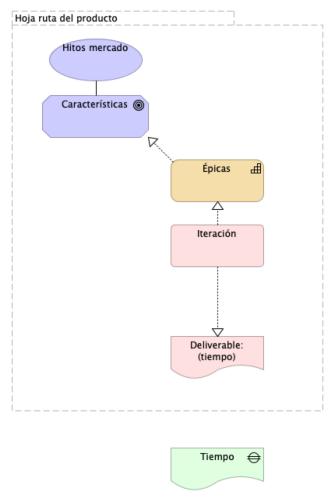 Hoja ruta del producto
Hitos mercado
Características
Épicas
Iteración
Deliverable:
(tiempo)
Tiempo